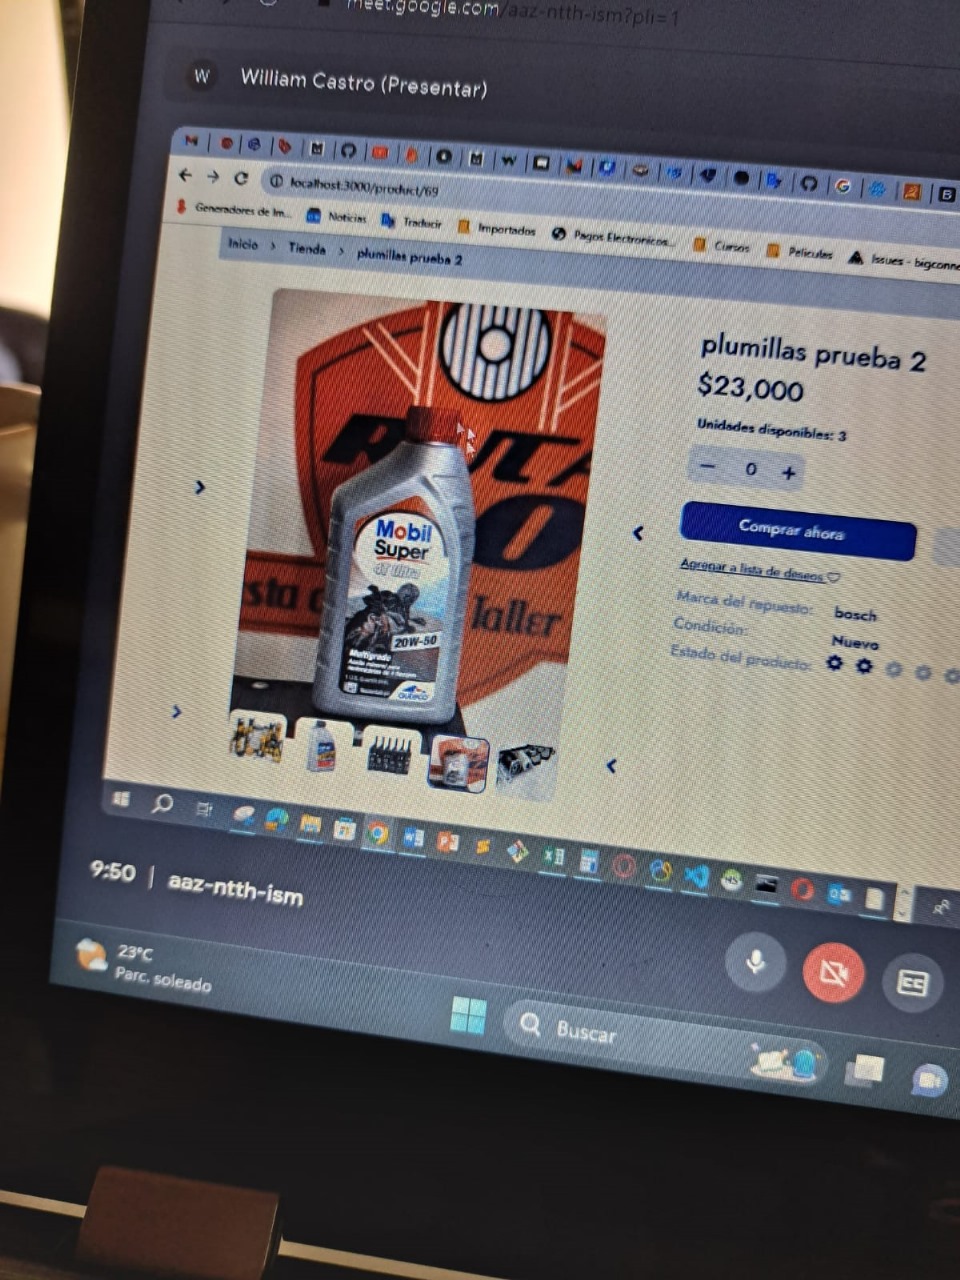 meet.google.com/aaz-ntth-ism?pli=1
W
William Castro (Presentar)
localhost:3000/product/69
Generadores de Im...
Noticias
Traducir
Importados
Pagos Electronicos...
Cursos
Peliculas
Issues - bigconne
Inicio > Tienda > plumillas prueba 2
plumillas prueba 2
$23,000
Unidades disponibles: 3
− 0 +
Comprar ahora
Agregar a lista de deseos
Marca del repuesto: bosch
Condición: Nuevo
Estado del producto:
RUTA
Taller
Mobil
Super
4T Ultra
20W-50
Multigrado
auteco
9:50 | aaz-ntth-ism
23°C
Parc. soleado
Buscar